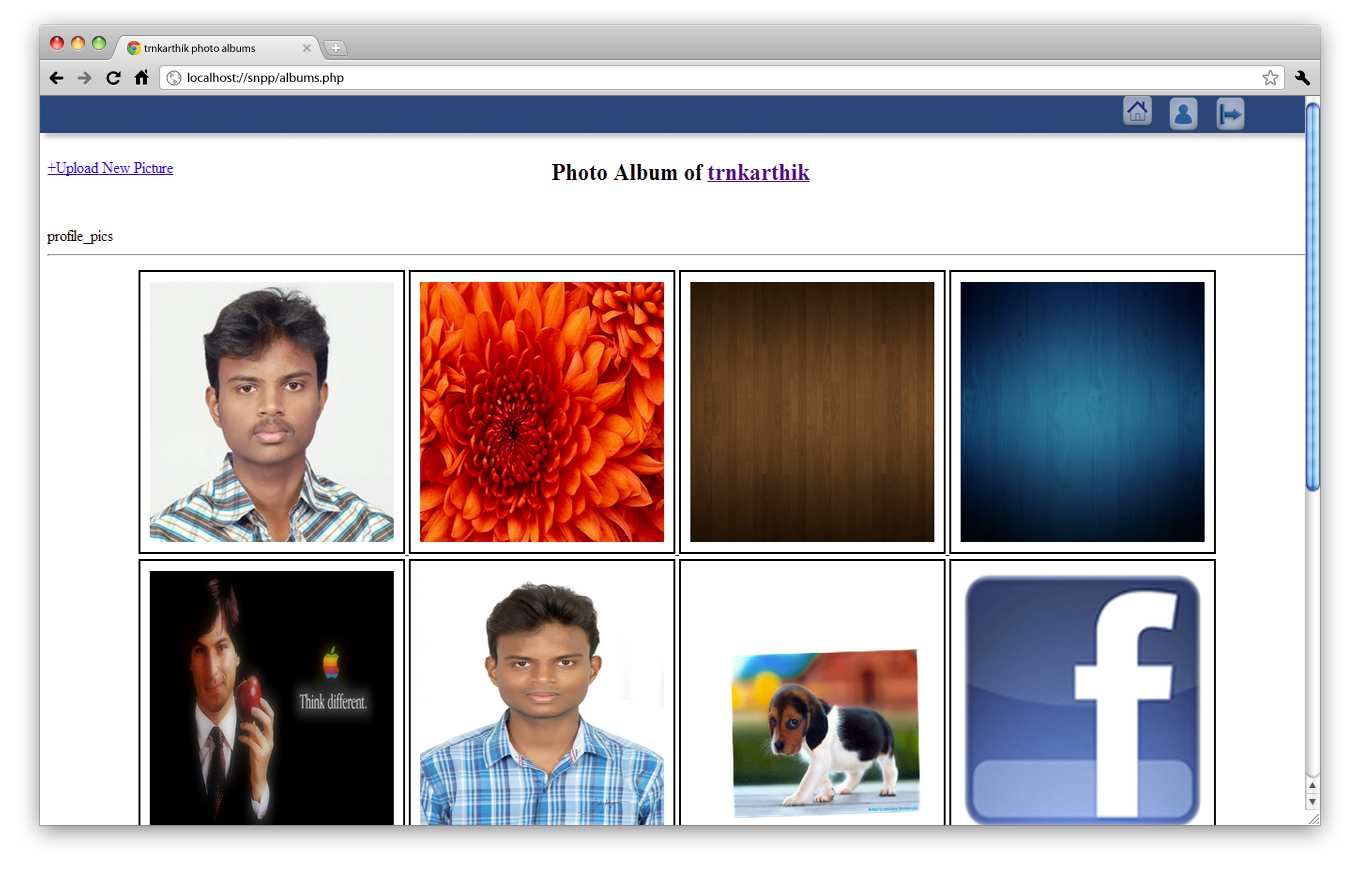 trnkarthik photo albums
localhost://snpp/albums.php
+Upload New Picture
Photo Album of trnkarthik
profile_pics
Think different.
f